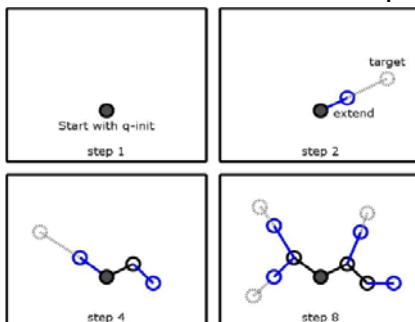 Start with q-init
step 1
target
extend
step 2
step 4
step 8